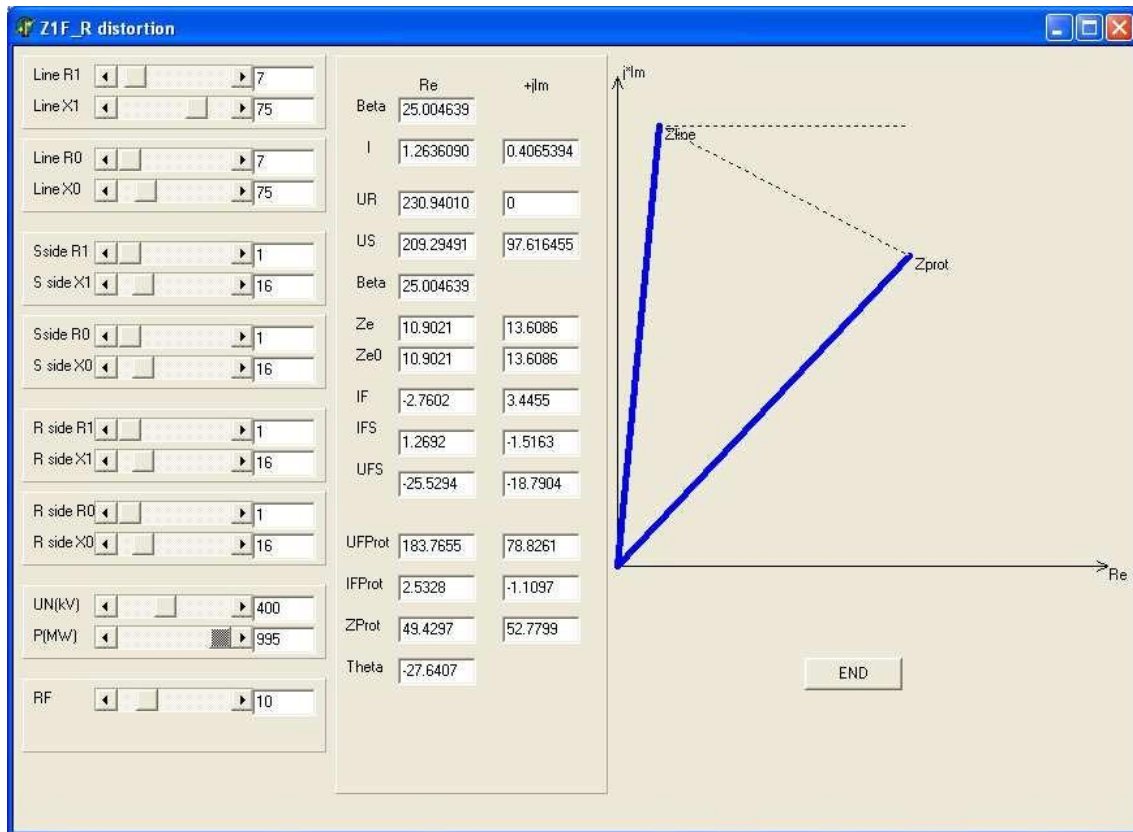 Z1F_R distortion
Line R1 7
Line X1 75
Line R0 7
Line X0 75
Sside R1 1
S side X1 16
Sside R0 1
S side X0 16
R side R1 1
R side X1 16
R side R0 1
R side X0 16
UN(kV) 400
P(MW) 995
RF 10
Re +jIm
Beta 25.004639
I 1.2636090 0.4065394
UR 230.94010 0
US 209.29491 97.616455
Beta 25.004639
Ze 10.9021 13.6086
Ze0 10.9021 13.6086
IF -2.7602 3.4455
IFS 1.2692 -1.5163
UFS -25.5294 -18.7904
UFProt 183.7655 78.8261
IFProt 2.5328 -1.1097
ZProt 49.4297 52.7799
Theta -27.6407
j*Im
Zline
Zprot
Re
END